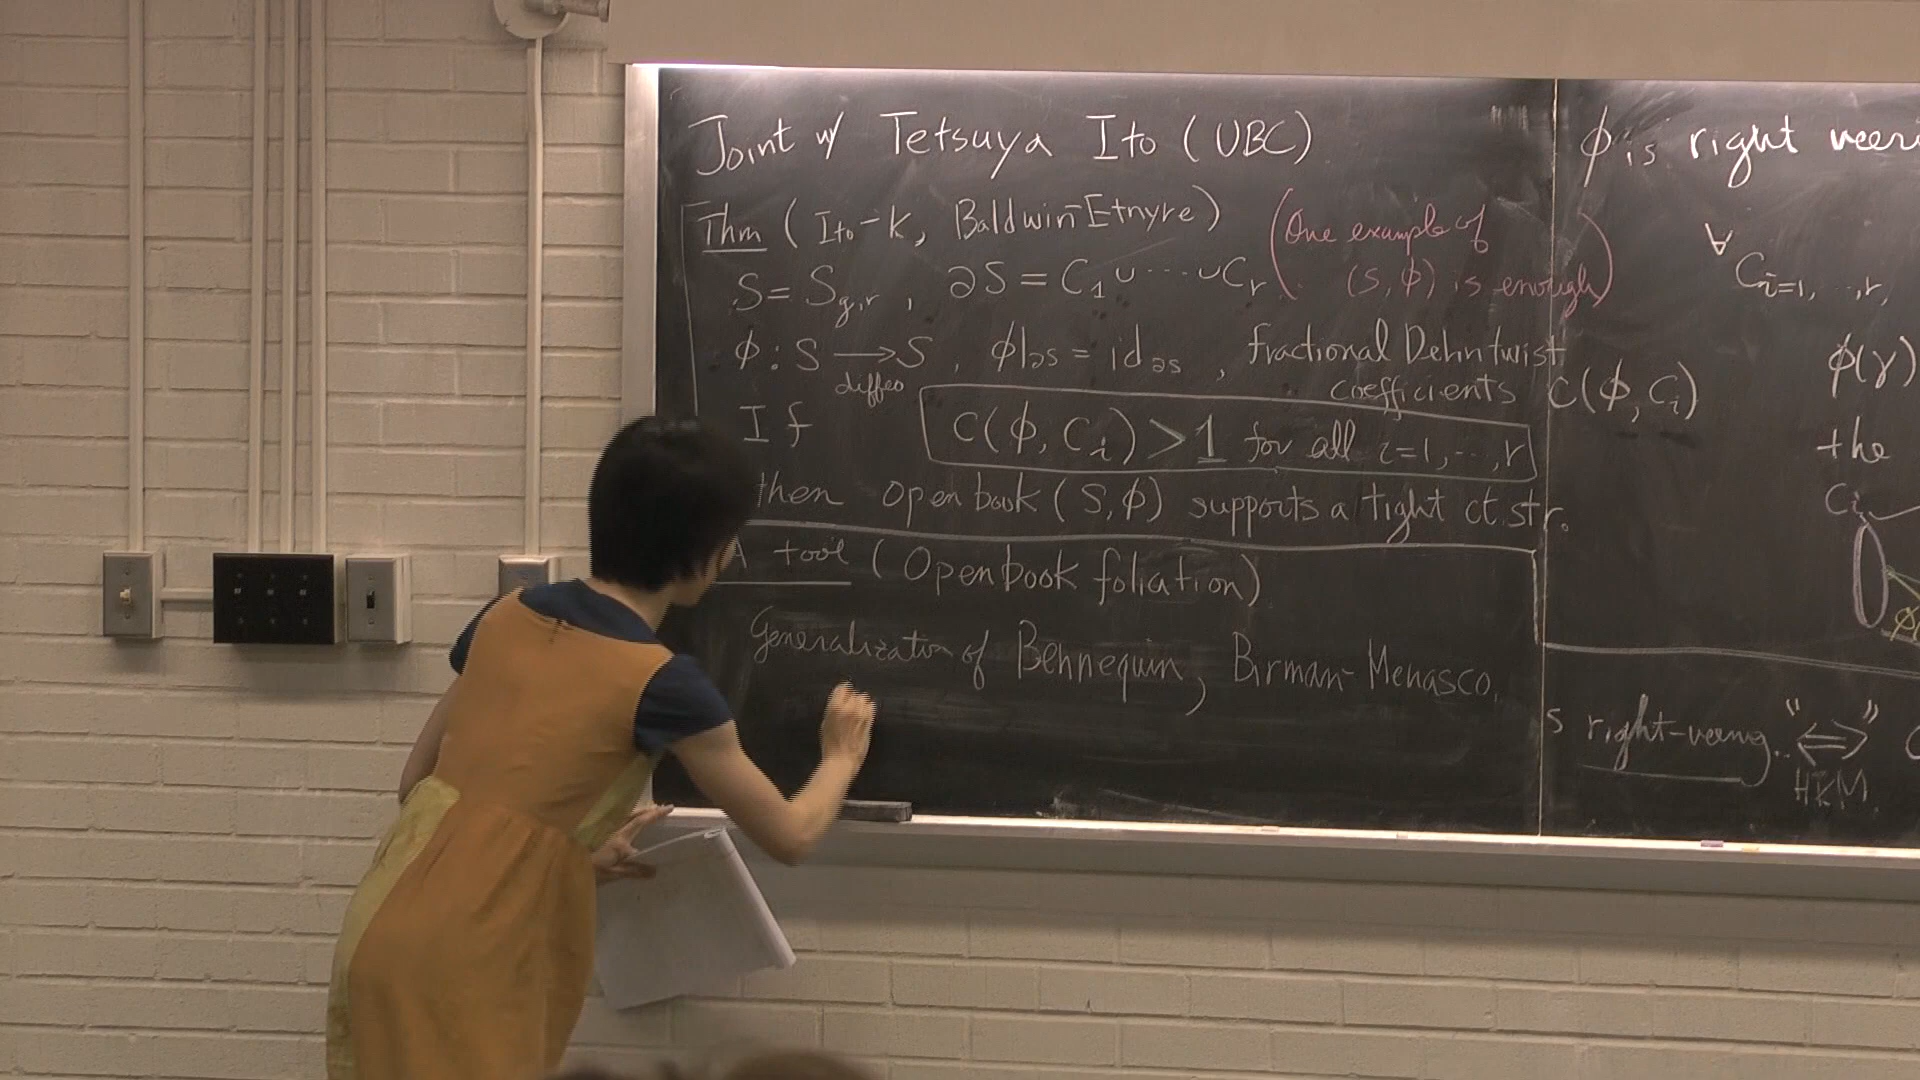 Joint w/ Tetsuya Ito (UBC)
Thm (Ito-K, Baldwin-Etnyre)
(One example of
(S,ϕ) is enough)
S = S_{g,r}, ∂S = C_1 ∪ ⋯ ∪ C_r
ϕ : S ⟶ S, ϕ|_{∂S} = id_{∂S}, fractional Dehn twist
diffeo
coefficients C(ϕ, C_i)
If C(ϕ, C_i) > 1 for all i=1, ⋯, r
then open book (S,ϕ) supports a tight ct. str.
A tool (Open book foliation)
Generalization of Bennequin, Birman-Menasco.
ϕ is right
∀ C_{i=1, ⋯, r},
ϕ(γ)
the
C_i
right-veering. "⟺"
HKM.